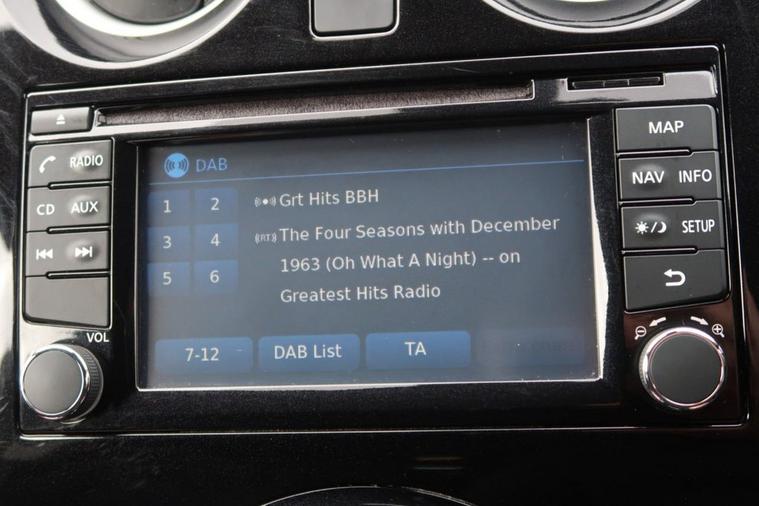 MAP
RADIO
DAB
NAV INFO
1 2
Grt Hits BBH
CD AUX
SETUP
3 4
(RT)
The Four Seasons with December
1963 (Oh What A Night) -- on
Greatest Hits Radio
5 6
VOL
7-12
DAB List
TA